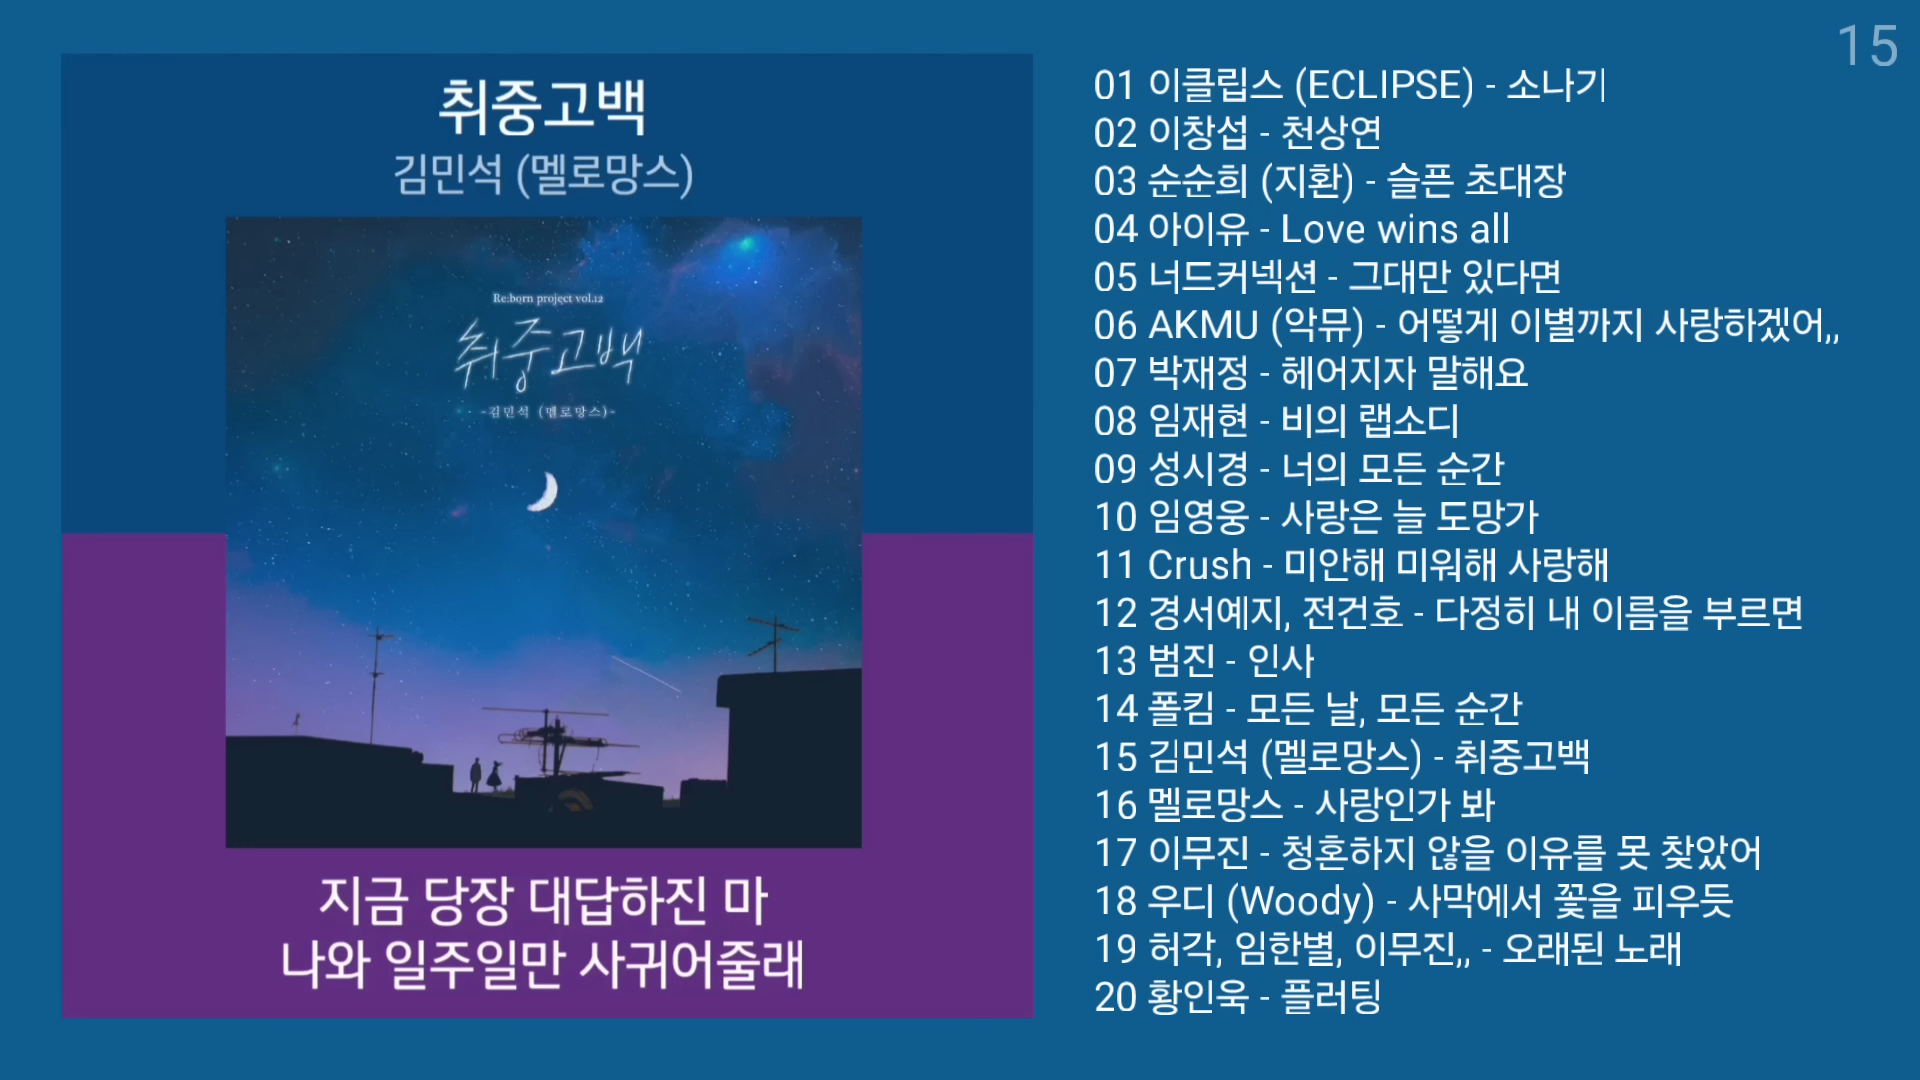 15
취중고백
김민석 (멜로망스)
Re:born project vol.12
취중고백
-김민석 (멜로망스)-
지금 당장 대답하진 마
나와 일주일만 사귀어줄래
01 이클립스 (ECLIPSE) - 소나기
02 이창섭 - 천상연
03 순순희 (지환) - 슬픈 초대장
04 아이유 - Love wins all
05 너드커넥션 - 그대만 있다면
06 AKMU (악뮤) - 어떻게 이별까지 사랑하겠어,,
07 박재정 - 헤어지자 말해요
08 임재현 - 비의 랩소디
09 성시경 - 너의 모든 순간
10 임영웅 - 사랑은 늘 도망가
11 Crush - 미안해 미워해 사랑해
12 경서예지, 전건호 - 다정히 내 이름을 부르면
13 범진 - 인사
14 폴킴 - 모든 날, 모든 순간
15 김민석 (멜로망스) - 취중고백
16 멜로망스 - 사랑인가 봐
17 이무진 - 청혼하지 않을 이유를 못 찾았어
18 우디 (Woody) - 사막에서 꽃을 피우듯
19 허각, 임한별, 이무진,, - 오래된 노래
20 황인욱 - 플러팅